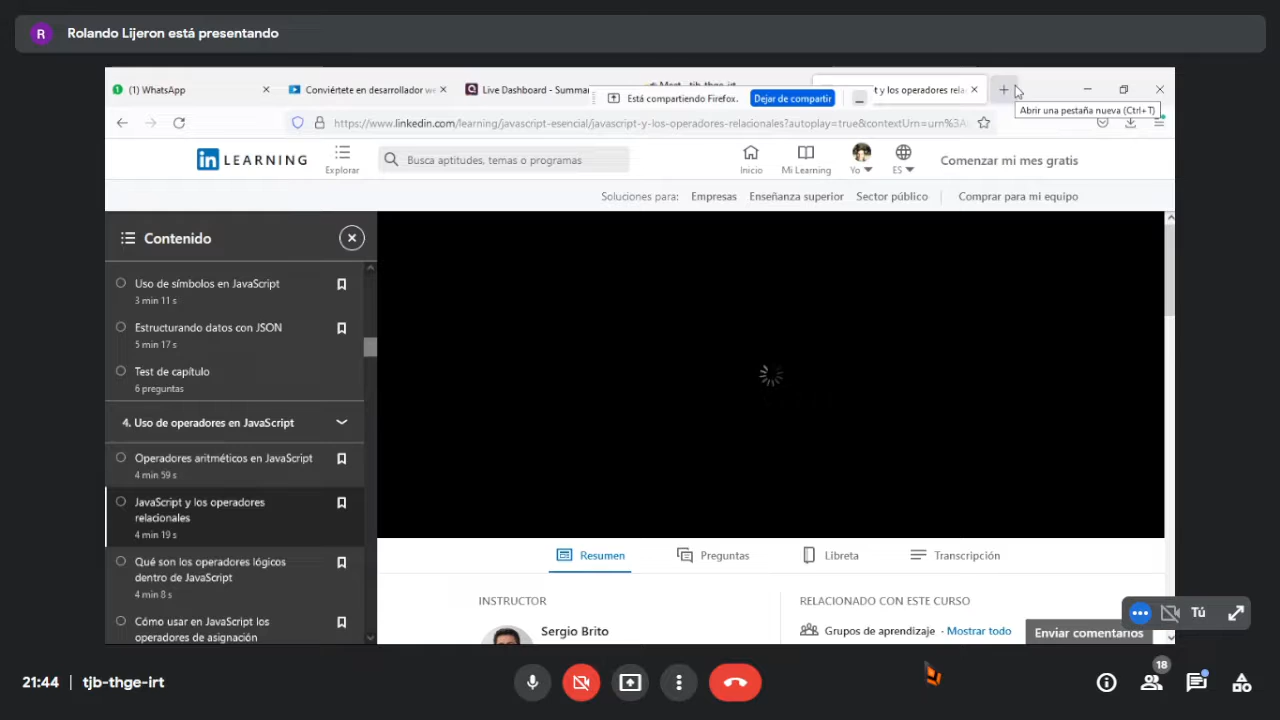 R Rolando Lijeron está presentando
(1) WhatsApp
Conviértete en desarrollador we
Live Dashboard - Summar
Está compartiendo Firefox.
Dejar de compartir
t y los operadores rela
Abrir una pestaña nueva (Ctrl+T)
https://www.linkedin.com/learning/javascript-esencial/javascript-y-los-operadores-relacionales?autoplay=true&contextUrn=urn%3A
in LEARNING
Explorar
Busca aptitudes, temas o programas
Inicio
Mi Learning
Yo
ES
Comenzar mi mes gratis
Soluciones para: Empresas Enseñanza superior Sector público Comprar para mi equipo
Contenido
Uso de símbolos en JavaScript
3 min 11 s
Estructurando datos con JSON
5 min 17 s
Test de capítulo
6 preguntas
4. Uso de operadores en JavaScript
Operadores aritméticos en JavaScript
4 min 59 s
JavaScript y los operadores
relacionales
4 min 19 s
Qué son los operadores lógicos
dentro de JavaScript
4 min 8 s
Cómo usar en JavaScript los
operadores de asignación
Resumen Preguntas Libreta Transcripción
INSTRUCTOR
Sergio Brito
RELACIONADO CON ESTE CURSO
Grupos de aprendizaje · Mostrar todo
Tú
Enviar comentarios
21:44 | tjb-thge-irt
18